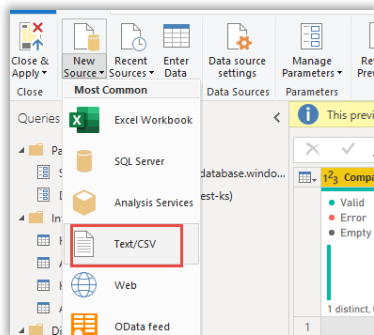 Close & Apply
New Source
Recent Sources
Enter Data
Data source settings
Manage Parameters
Close
Most Common
Data Sources
Parameters
Queries
Excel Workbook
SQL Server
Analysis Services
Text/CSV
Web
OData feed
database.windo...
est-ks)
This previ
1²₃ Compa
Valid
Error
Empty
1 distinct,
1